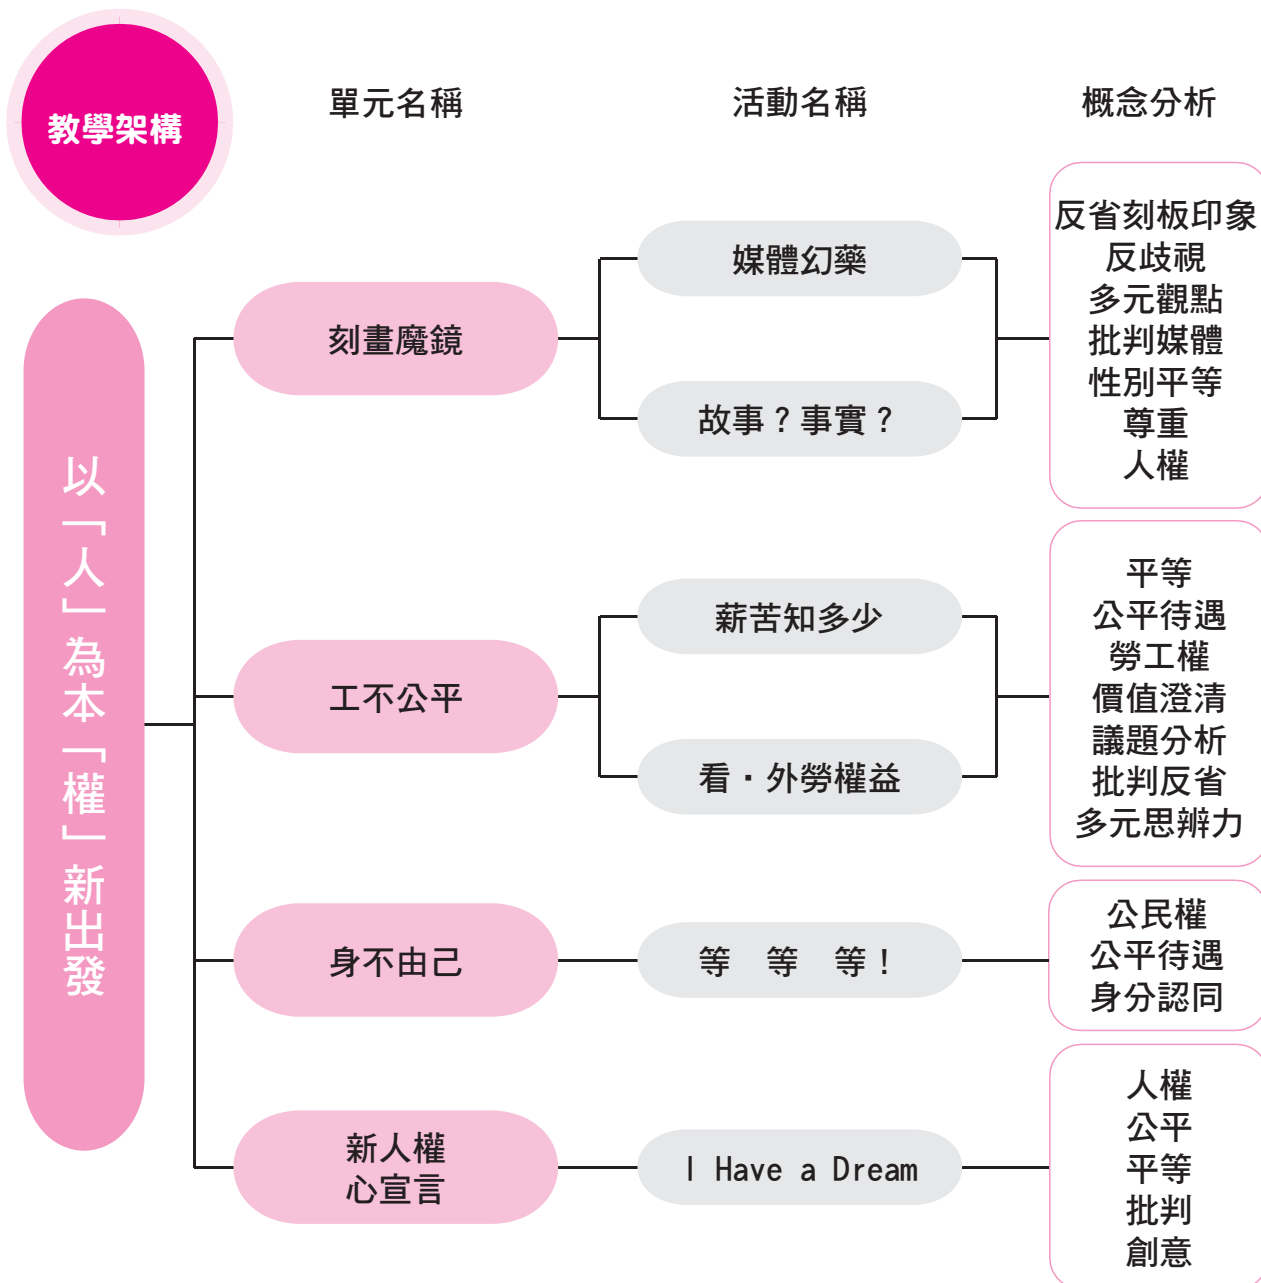 教學架構
單元名稱
活動名稱
概念分析
以「人」為本「權」新出發
刻畫魔鏡
媒體幻藥
故事？事實？
反省刻板印象
反歧視
多元觀點
批判媒體
性別平等
尊重
人權
工不公平
薪苦知多少
看·外勞權益
平等
公平待遇
勞工權
價值澄清
議題分析
批判反省
多元思辨力
身不由己
等　等　等！
公民權
公平待遇
身分認同
新人權
心宣言
I Have a Dream
人權
公平
平等
批判
創意